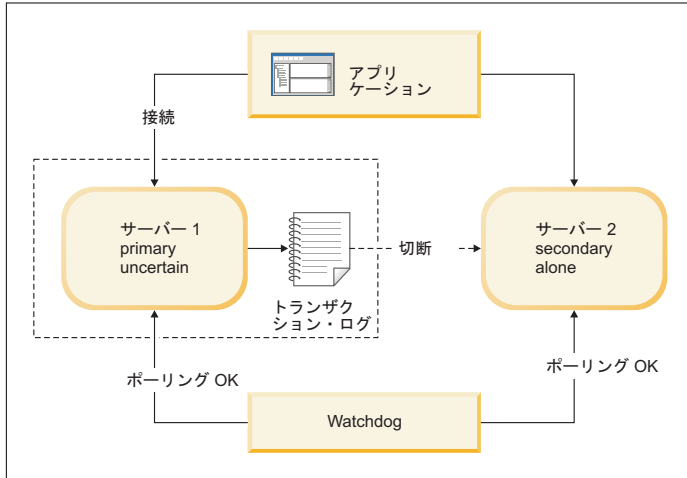 アプリ
ケーション
接続
サーバー 1
primary
uncertain
切断
サーバー 2
secondary
alone
トランザク
ション・ログ
ポーリング OK
ポーリング OK
Watchdog